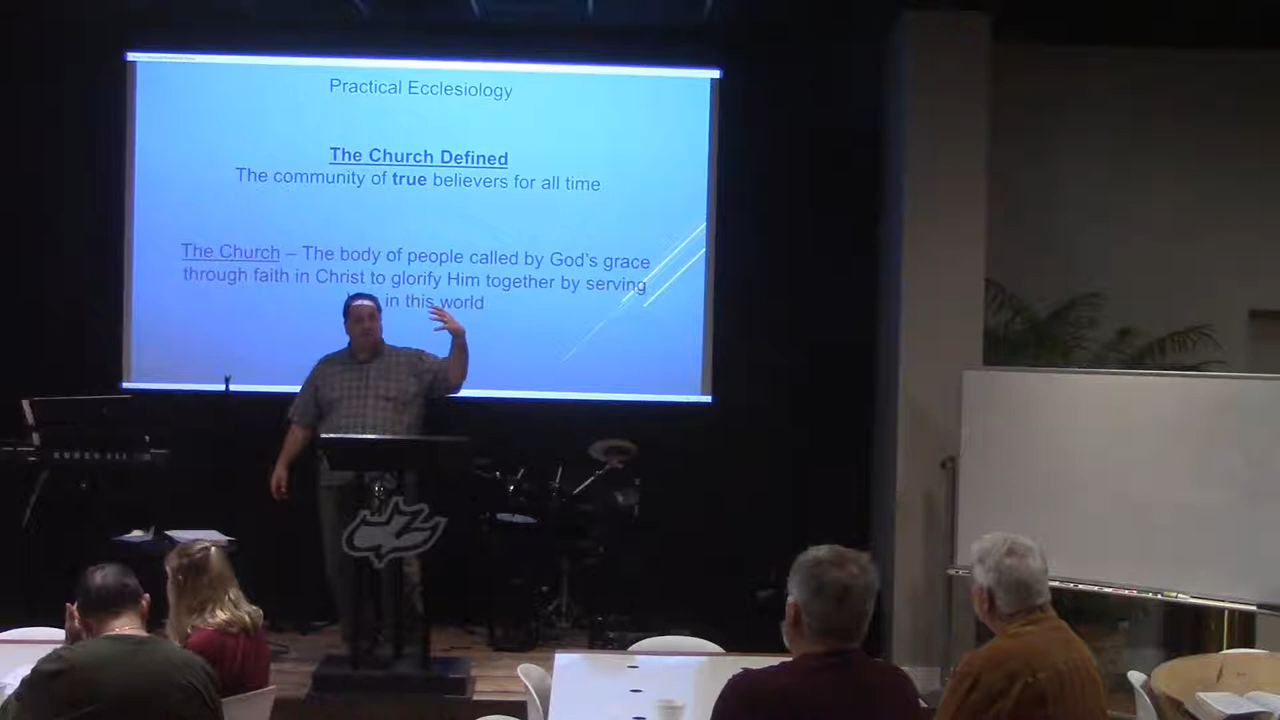 Practical Ecclesiology
The Church Defined
The community of true believers for all time
The Church – The body of people called by God's grace
through faith in Christ to glorify Him together by serving
in this world